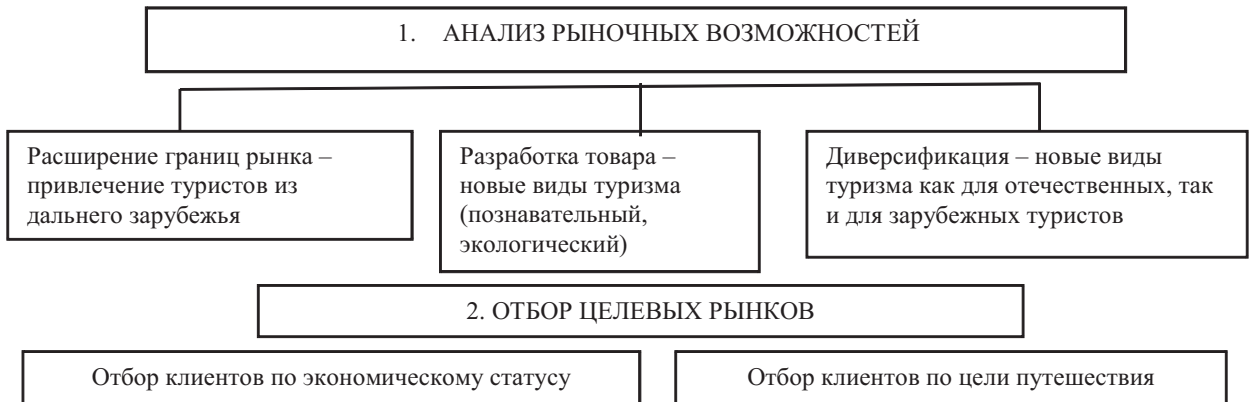 1. АНАЛИЗ РЫНОЧНЫХ ВОЗМОЖНОСТЕЙ
Расширение границ рынка –
привлечение туристов из
дальнего зарубежья
Разработка товара –
новые виды туризма
(познавательный,
экологический)
Диверсификация – новые виды
туризма как для отечественных, так
и для зарубежных туристов
2. ОТБОР ЦЕЛЕВЫХ РЫНКОВ
Отбор клиентов по экономическому статусу
Отбор клиентов по цели путешествия